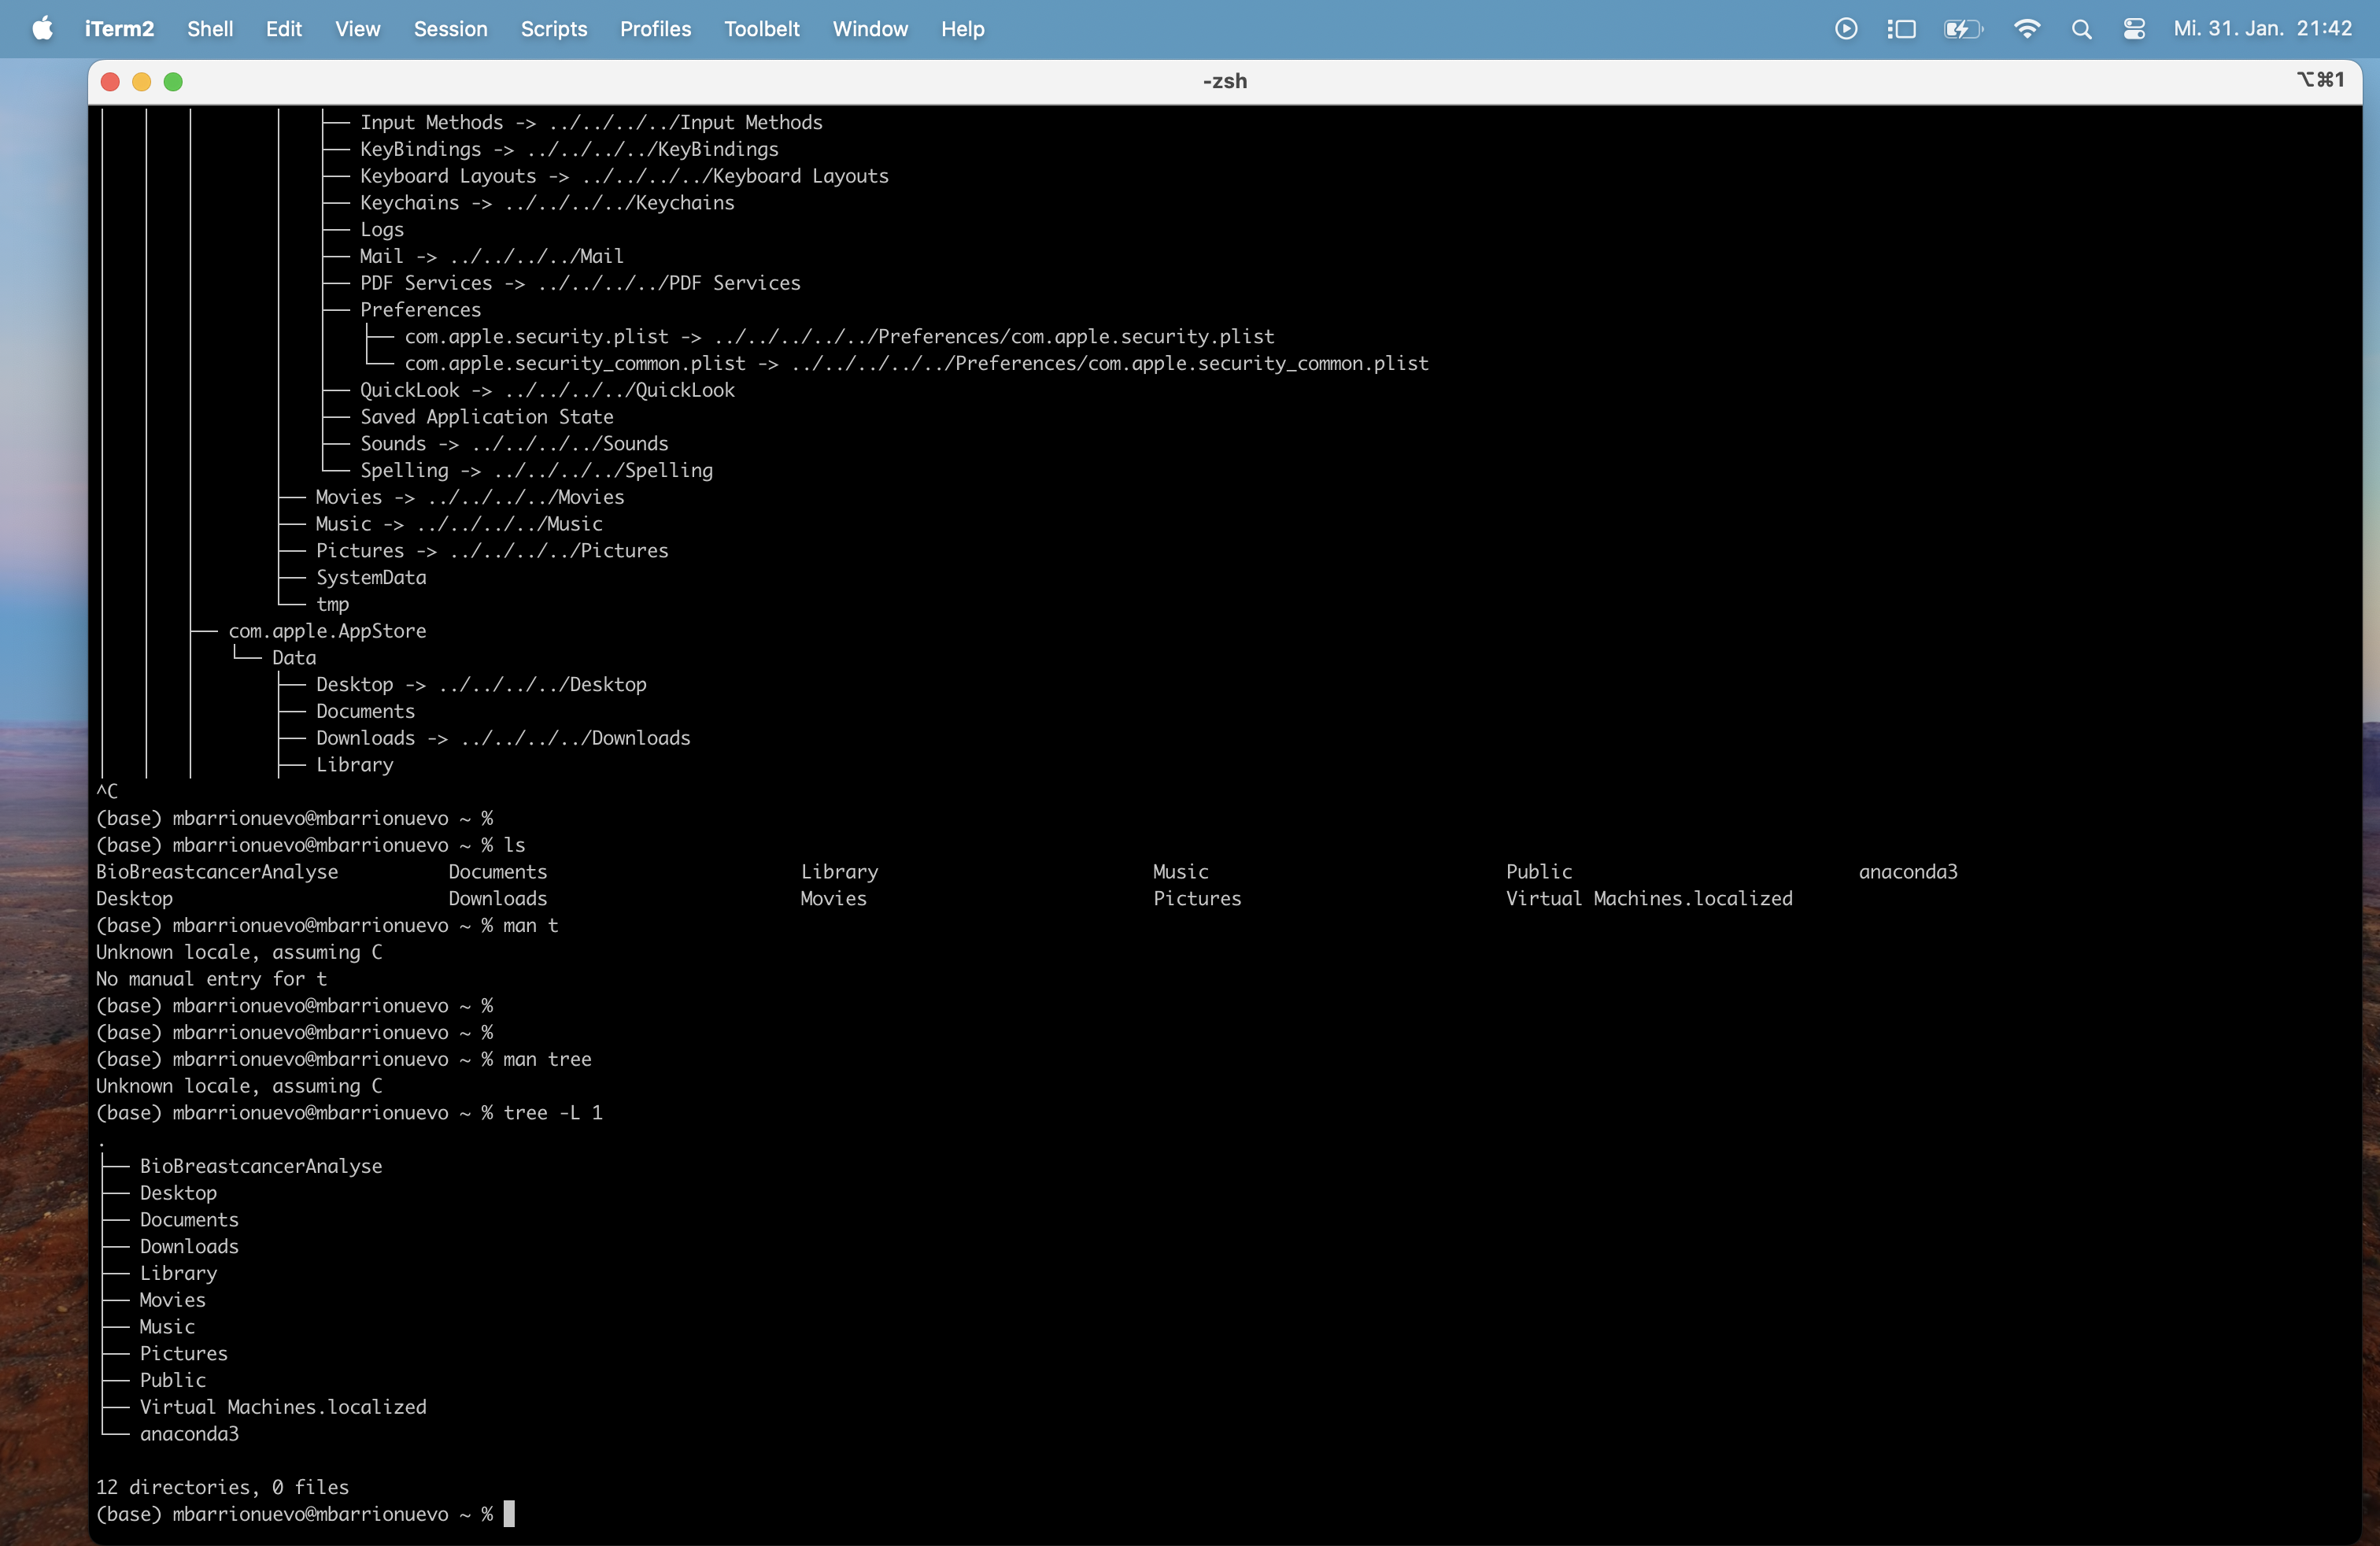 iTerm2 Shell Edit View Session Scripts Profiles Toolbelt Window Help Mi. 31. Jan. 21:42
-zsh ⌥⌘1
│   │   │       │   ├── Input Methods -> ../../../../Input Methods
│   │   │       │   ├── KeyBindings -> ../../../../KeyBindings
│   │   │       │   ├── Keyboard Layouts -> ../../../../Keyboard Layouts
│   │   │       │   ├── Keychains -> ../../../../Keychains
│   │   │       │   ├── Logs
│   │   │       │   ├── Mail -> ../../../../Mail
│   │   │       │   ├── PDF Services -> ../../../../PDF Services
│   │   │       │   ├── Preferences
│   │   │       │   │   ├── com.apple.security.plist -> ../../../../../Preferences/com.apple.security.plist
│   │   │       │   │   └── com.apple.security_common.plist -> ../../../../../Preferences/com.apple.security_common.plist
│   │   │       │   ├── QuickLook -> ../../../../QuickLook
│   │   │       │   ├── Saved Application State
│   │   │       │   ├── Sounds -> ../../../../Sounds
│   │   │       │   └── Spelling -> ../../../../Spelling
│   │   │       ├── Movies -> ../../../../Movies
│   │   │       ├── Music -> ../../../../Music
│   │   │       ├── Pictures -> ../../../../Pictures
│   │   │       ├── SystemData
│   │   │       └── tmp
│   │   ├── com.apple.AppStore
│   │   │   └── Data
│   │   │       ├── Desktop -> ../../../../Desktop
│   │   │       ├── Documents
│   │   │       ├── Downloads -> ../../../../Downloads
│   │   │       ├── Library
^C
(base) mbarrionuevo@mbarrionuevo ~ %
(base) mbarrionuevo@mbarrionuevo ~ % ls
BioBreastcancerAnalyse Documents Library Music Public anaconda3
Desktop Downloads Movies Pictures Virtual Machines.localized
(base) mbarrionuevo@mbarrionuevo ~ % man t
Unknown locale, assuming C
No manual entry for t
(base) mbarrionuevo@mbarrionuevo ~ %
(base) mbarrionuevo@mbarrionuevo ~ %
(base) mbarrionuevo@mbarrionuevo ~ % man tree
Unknown locale, assuming C
(base) mbarrionuevo@mbarrionuevo ~ % tree -L 1
.
├── BioBreastcancerAnalyse
├── Desktop
├── Documents
├── Downloads
├── Library
├── Movies
├── Music
├── Pictures
├── Public
├── Virtual Machines.localized
└── anaconda3
12 directories, 0 files
(base) mbarrionuevo@mbarrionuevo ~ %